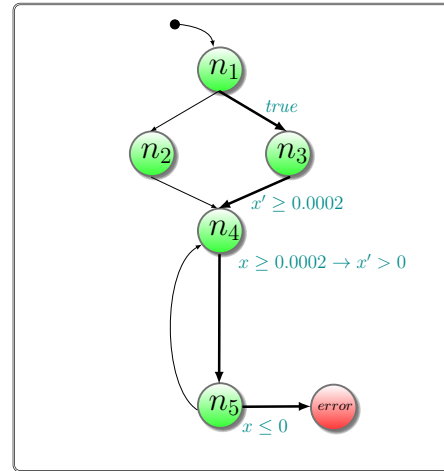 n₁
true
n₂
n₃
x′ ≥ 0.0002
n₄
x ≥ 0.0002 → x′ > 0
n₅
error
x ≤ 0